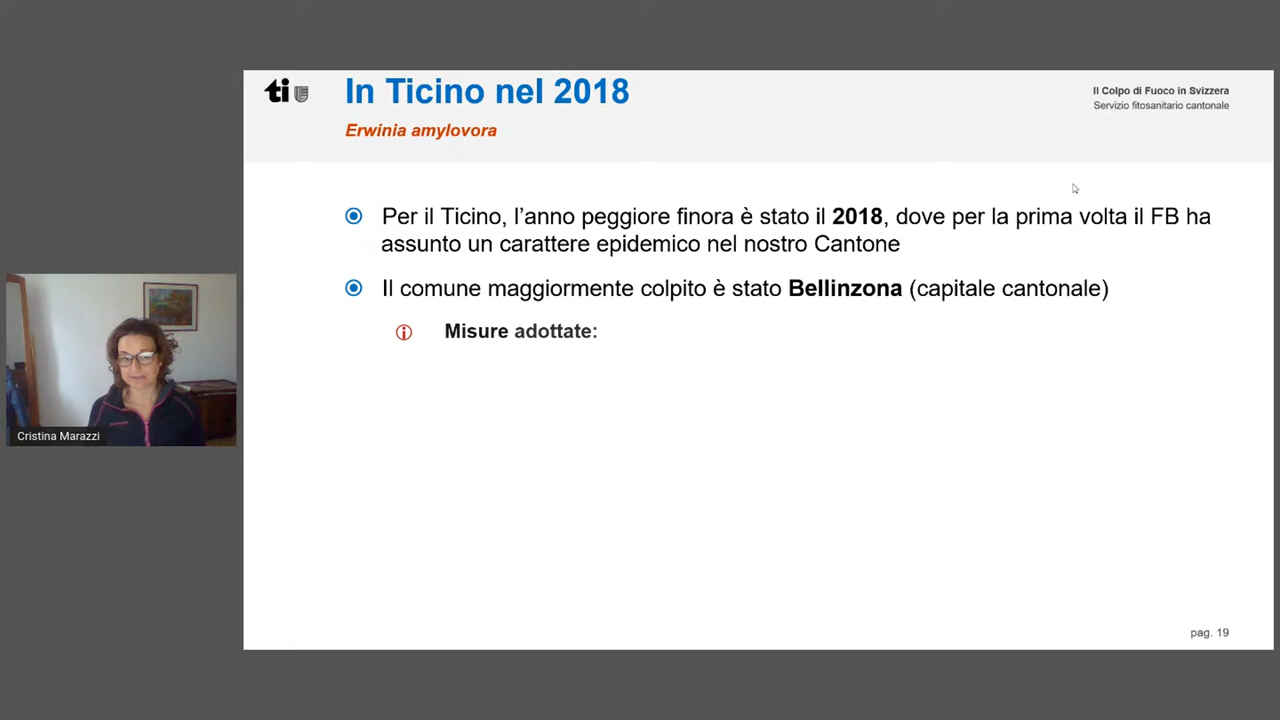 ti
In Ticino nel 2018
Erwinia amylovora
Il Colpo di Fuoco in Svizzera
Servizio fitosanitario cantonale
Per il Ticino, l’anno peggiore finora è stato il 2018, dove per la prima volta il FB ha
assunto un carattere epidemico nel nostro Cantone
Il comune maggiormente colpito è stato Bellinzona (capitale cantonale)
Misure adottate:
Cristina Marazzi
pag. 19